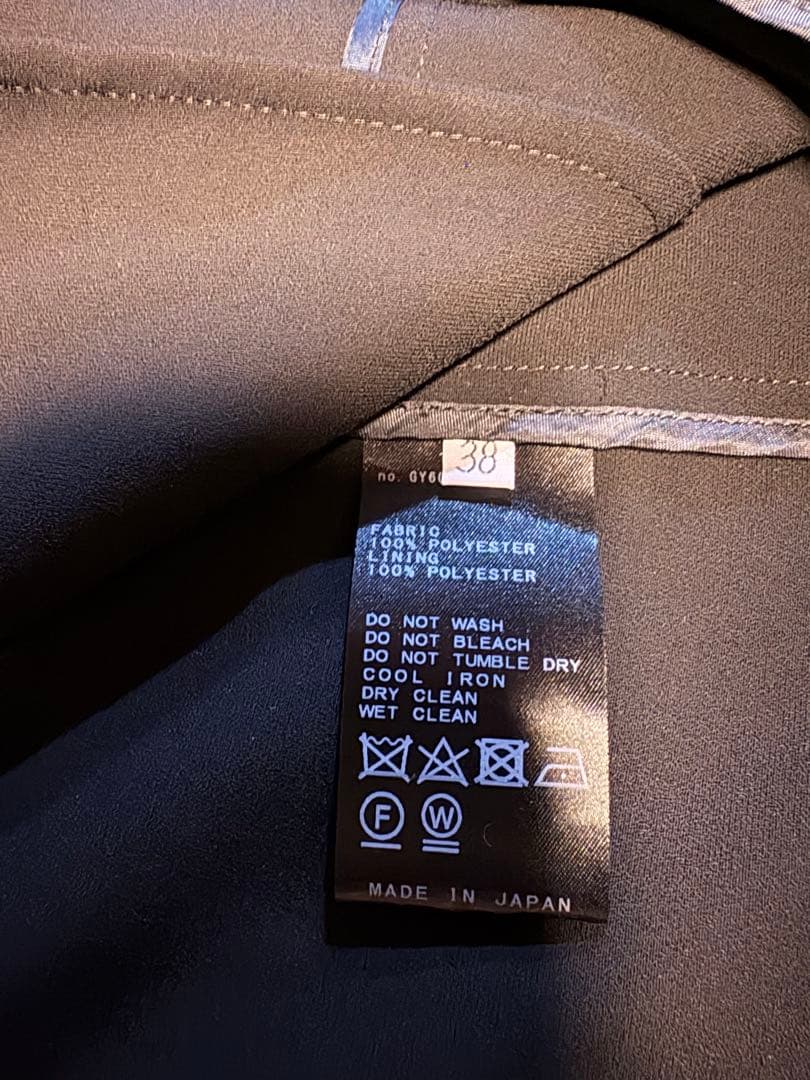 38
no. GY6
FABRIC
100% POLYESTER
LINING
100% POLYESTER
DO NOT WASH
DO NOT BLEACH
DO NOT TUMBLE DRY
COOL IRON
DRY CLEAN
WET CLEAN
F W
MADE IN JAPAN